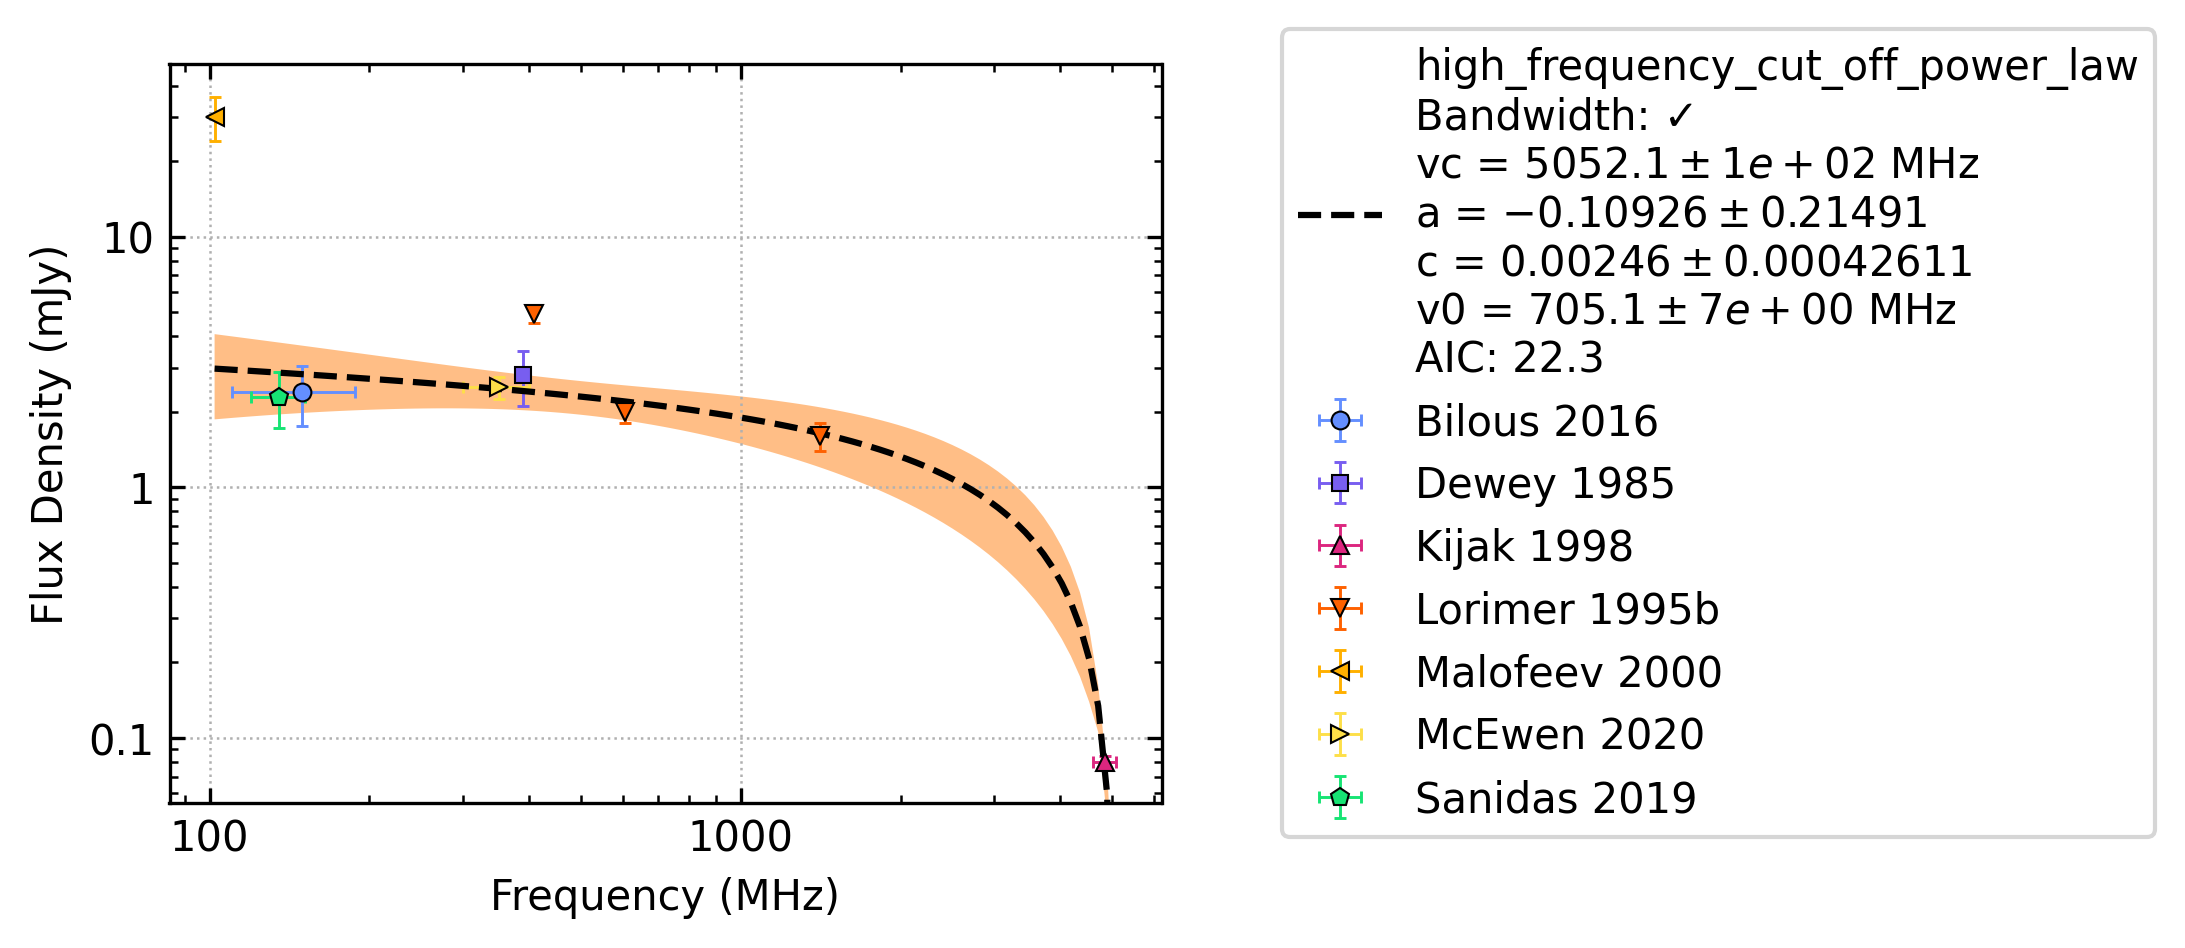 10
1
0.1
100
1000
Flux Density (mJy)
Frequency (MHz)
high_frequency_cut_off_power_law
Bandwidth: ✓
vc = 5052.1 ± 1e + 02 MHz
a = −0.10926 ± 0.21491
c = 0.00246 ± 0.00042611
v0 = 705.1 ± 7e + 00 MHz
AIC: 22.3
Bilous 2016
Dewey 1985
Kijak 1998
Lorimer 1995b
Malofeev 2000
McEwen 2020
Sanidas 2019